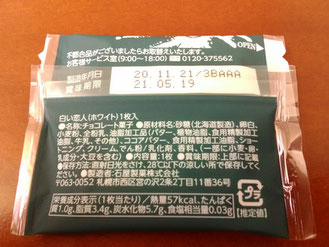 OPEN
不都合品がございましたらお取替えいたします。
お客様サービス室(9:00〜18:00) 0120-375562
製造年月日 20.11.21/3BAAA
賞味期限 21.05.19
白い恋人(ホワイト)1枚入
●名称:チョコレート菓子
●原材料名:砂糖(北海道製造)、卵白、
小麦粉、全粉乳、油脂加工品(バター、植物油脂、食用精製加工
油脂、牛乳、その他)、ココアバター、食用精製加工油脂、ショート
ニング、クリーム、でん粉/乳化剤、香料、(一部に小麦・卵・
乳成分・大豆を含む) ●内容量:1枚 ●賞味期限:上部に記載
●保存方法:直射日光をさけ、28℃以下の涼しい所で保存して
ください。 ●製造者:石屋製菓株式会社
〒063-0052 札幌市西区宮の沢2条2丁目11番36号
栄養成分表示(1枚当たり)/熱量57kcal、たんぱく
質1.0g、脂質3.4g、炭水化物5.7g、食塩相当量0.03g
【推定値】